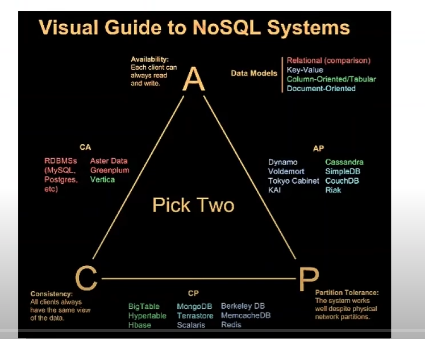 Visual Guide to NoSQL Systems
Availability:
Each client can
always read
and write.
A
Data Models
Relational (comparison)
Key-Value
Column-Oriented/Tabular
Document-Oriented
CA
RDBMSs
(MySQL,
Postgres,
etc)
Aster Data
Greenplum
Vertica
AP
Dynamo
Voldemort
Tokyo Cabinet
KAI
Cassandra
SimpleDB
CouchDB
Riak
Pick Two
C
Consistency:
All clients always
have the same view
of the data.
CP
BigTable
Hypertable
Hbase
MongoDB
Terrastore
Scalaris
Berkeley DB
MemcacheDB
Redis
P
Partition Tolerance:
The system works
well despite physical
network partitions.